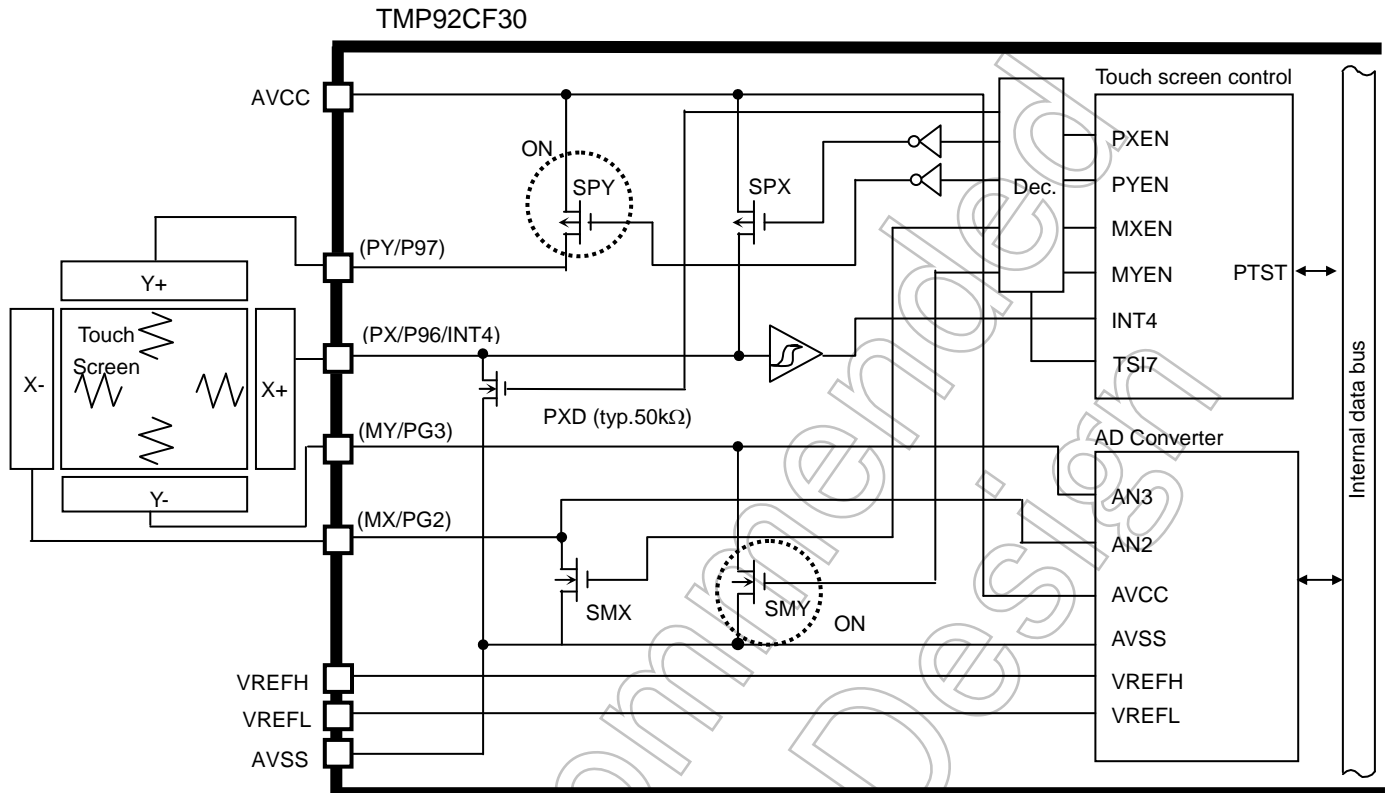 TMP92CF30
AVCC
Touch screen control
ON
SPY
SPX
Dec.
PXEN
PYEN
MXEN
MYEN
PTST
INT4
TSI7
(PY/P97)
Y+
Touch
Screen
X-
X+
Y-
(PX/P96/INT4)
PXD (typ.50kΩ)
(MY/PG3)
(MX/PG2)
SMX
SMY
ON
AD Converter
AN3
AN2
AVCC
AVSS
VREFH
VREFL
Internal data bus
VREFH
VREFL
AVSS
ommended
Design